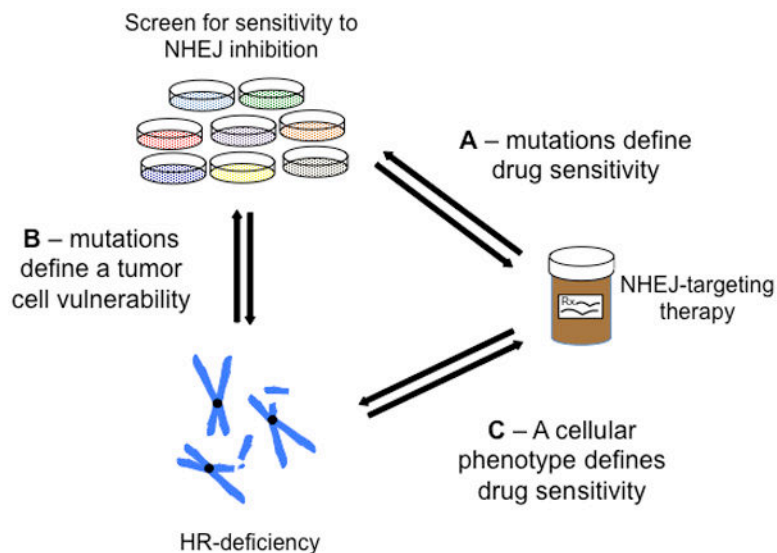 Screen for sensitivity to
NHEJ inhibition
A – mutations define
drug sensitivity
B – mutations
define a tumor
cell vulnerability
Rx
NHEJ-targeting
therapy
C – A cellular
phenotype defines
drug sensitivity
HR-deficiency